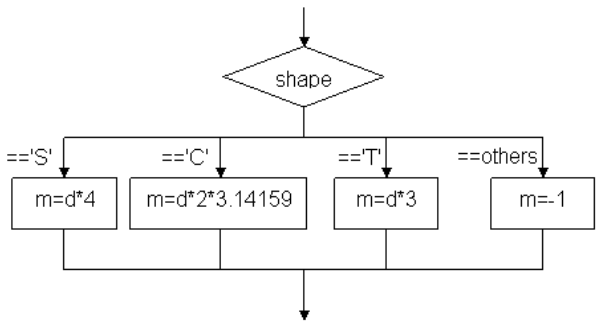 shape
=='S'
=='C'
=='T'
==others
m=d*4
m=d*2*3.14159
m=d*3
m=-1